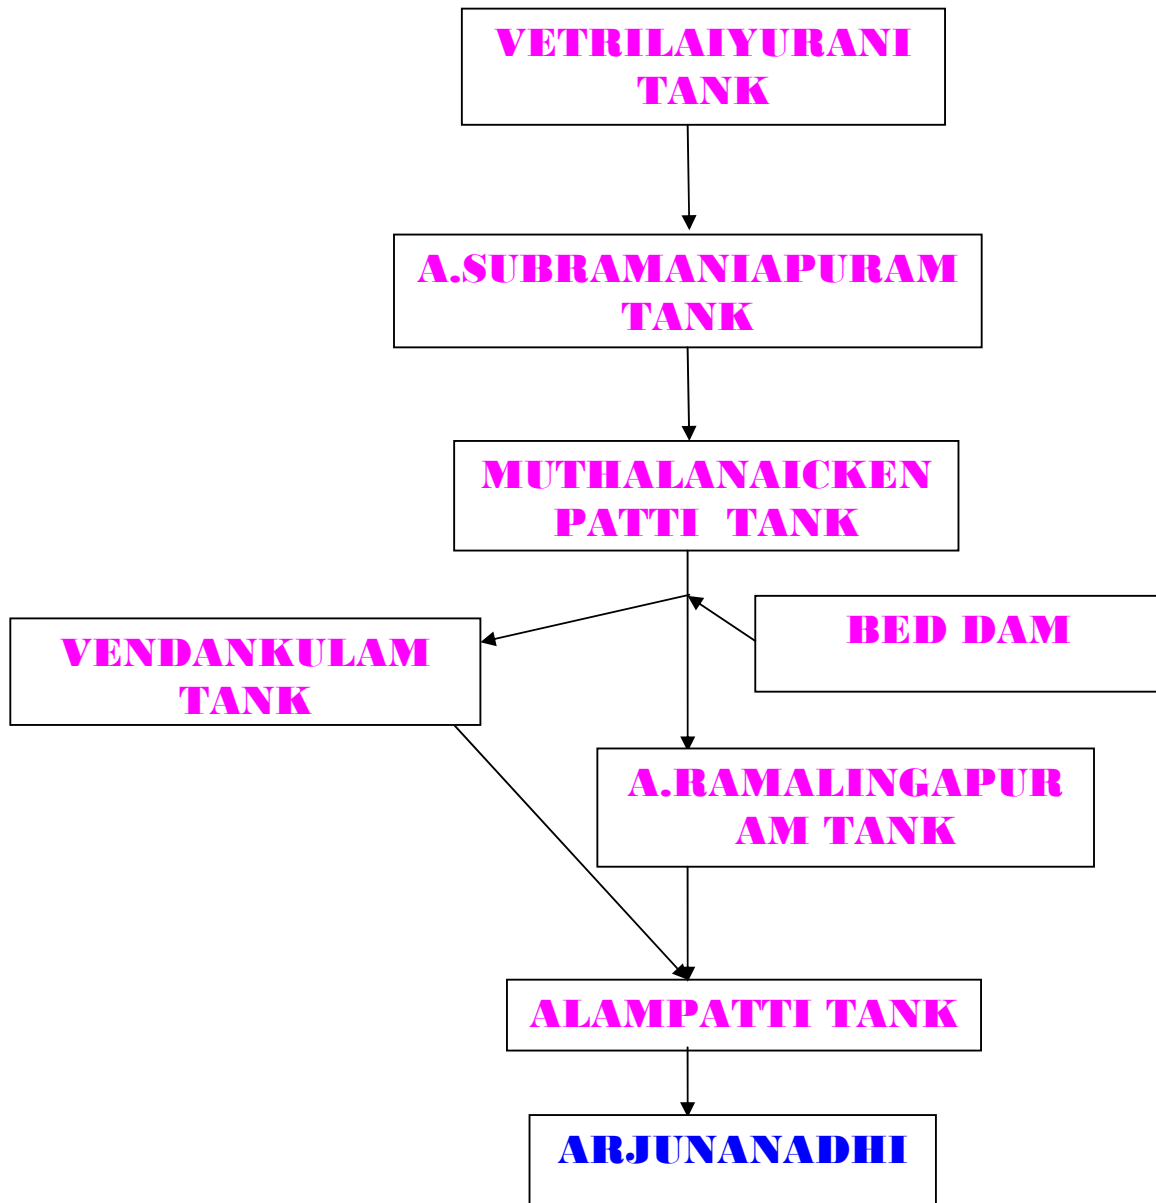 VETRILAIYURANI
TANK
A.SUBRAMANIAPURAM
TANK
MUTHALANAICKEN
PATTI TANK
BED DAM
VENDANKULAM
TANK
A.RAMALINGAPUR
AM TANK
ALAMPATTI TANK
ARJUNANADHI